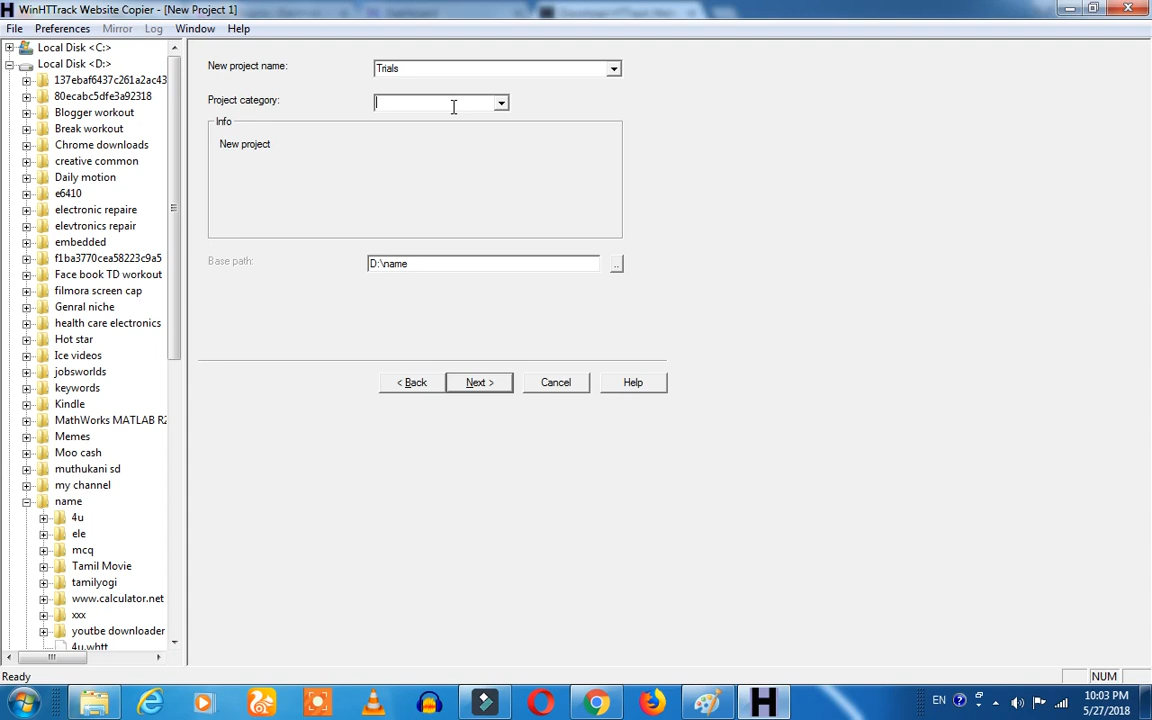 WinHTTrack Website Copier - [New Project 1]
File Preferences Mirror Log Window Help
Local Disk <C:>
Local Disk <D:>
137ebaf6437c261a2ac43
80ecabc5dfe3a92318
Blogger workout
Break workout
Chrome downloads
creative common
Daily motion
e6410
electronic repaire
elevtronics repair
embedded
f1ba3770cea58223c9a5
Face book TD workout
filmora screen cap
Genral niche
health care electronics
Hot star
Ice videos
jobsworlds
keywords
Kindle
MathWorks MATLAB R2
Memes
Moo cash
muthukani sd
my channel
name
4u
ele
mcq
Tamil Movie
tamilyogi
www.calculator.net
xxx
youtbe downloader
4u.whtt
New project name: Trials
Project category:
Info
New project
Base path: D:\name ..
< Back Next > Cancel Help
Ready NUM
EN 10:03 PM
5/27/2018